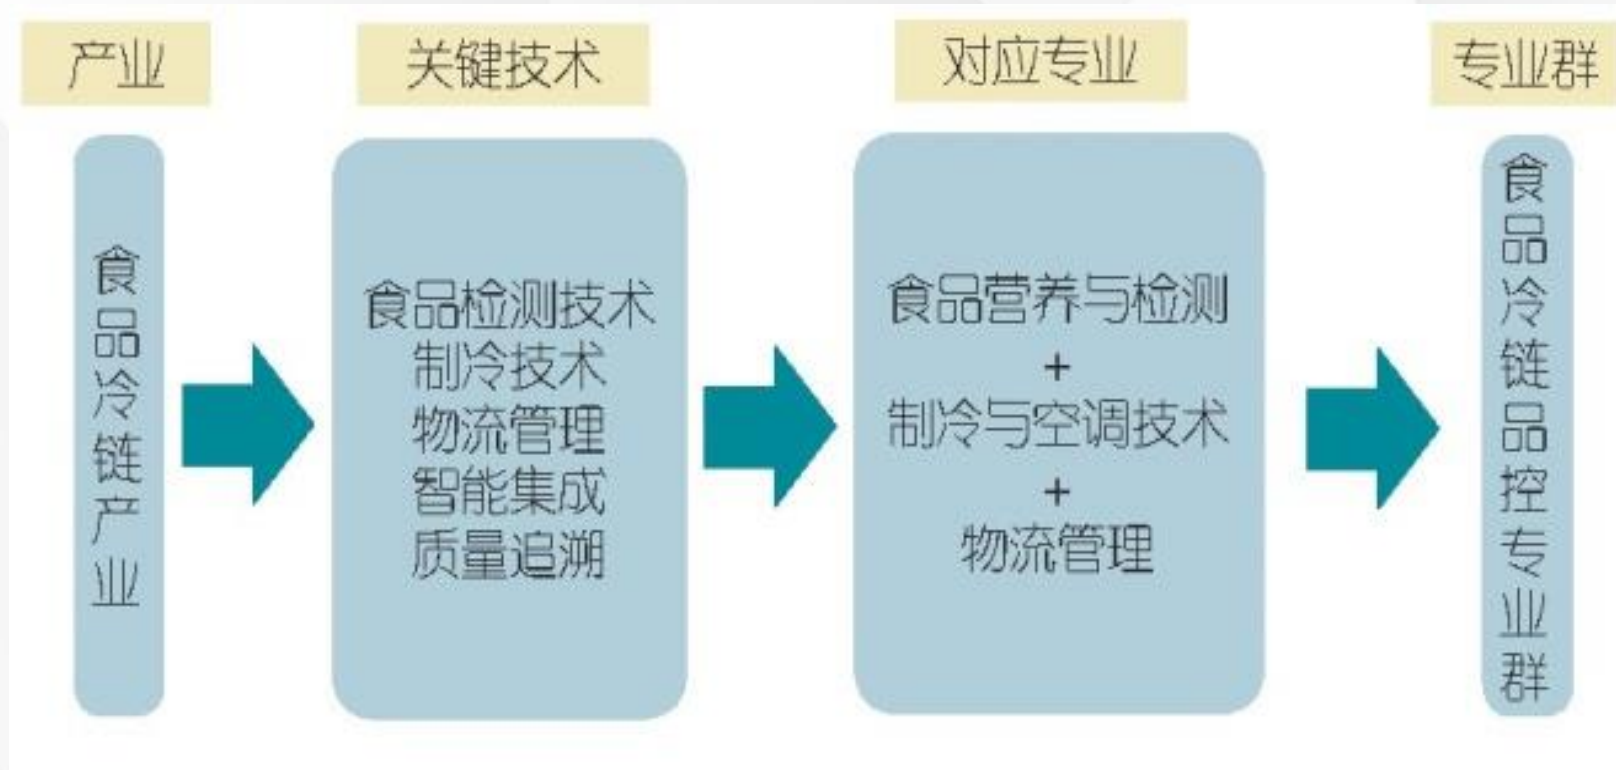 产业
关键技术
对应专业
专业群
食品冷链产业
食品检测技术
制冷技术
物流管理
智能集成
质量追溯
食品营养与检测
+
制冷与空调技术
+
物流管理
食品冷链品控专业群